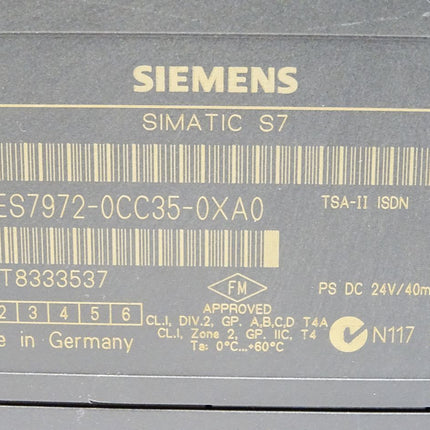 SIEMENS
SIMATIC S7
ES7972-0CC35-0XA0
TSA-II ISDN
T8333537
FM
PS DC 24V/40m
APPROVED
2 3 4 5 6
CL.I, DIV.2, GP. A,B,C,D T4A
CL.I, Zone 2, GP. IIC, T4
Ta: 0°C...+60°C
N117
e in Germany